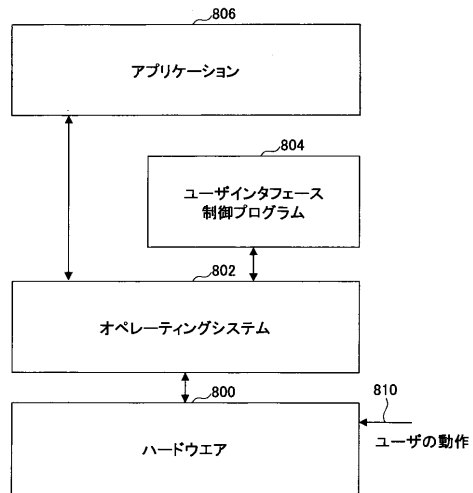 806
アプリケーション
804
ユーザインタフェース
制御プログラム
802
オペレーティングシステム
800
810
ハードウエア
ユーザの動作